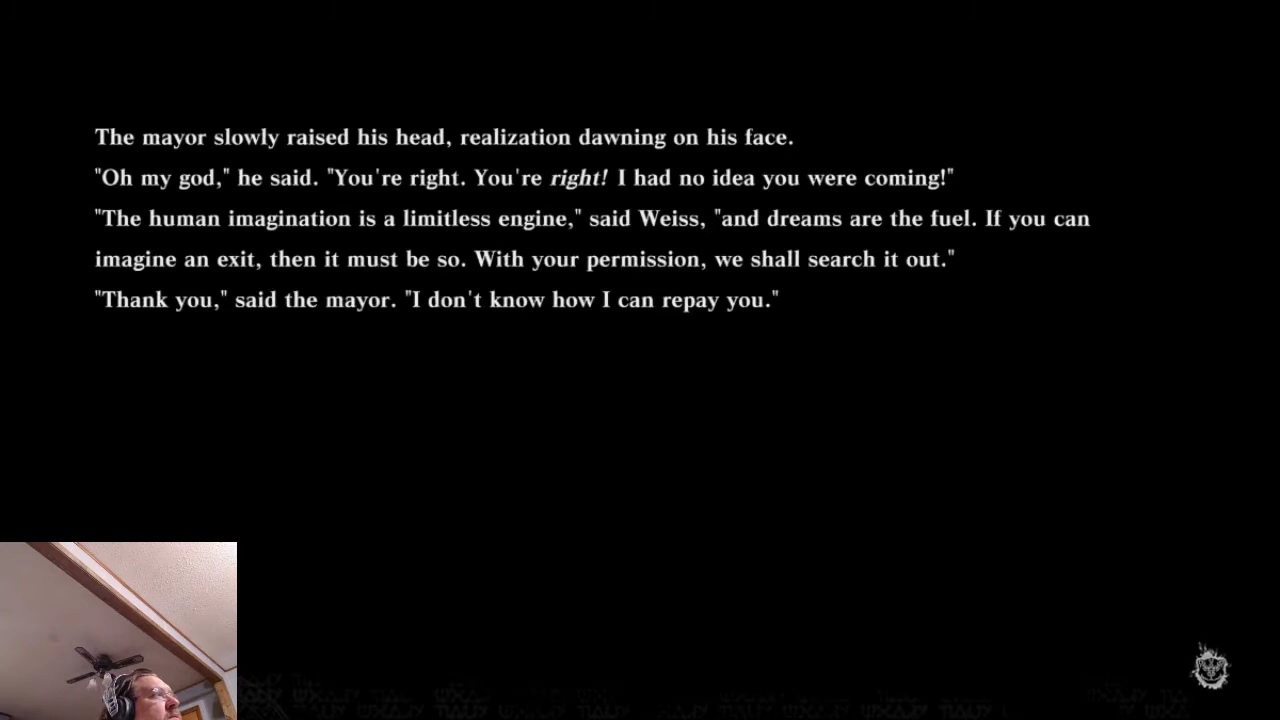 The mayor slowly raised his head, realization dawning on his face.
"Oh my god," he said. "You're right. You're right! I had no idea you were coming!"
"The human imagination is a limitless engine," said Weiss, "and dreams are the fuel. If you can
imagine an exit, then it must be so. With your permission, we shall search it out."
"Thank you," said the mayor. "I don't know how I can repay you."